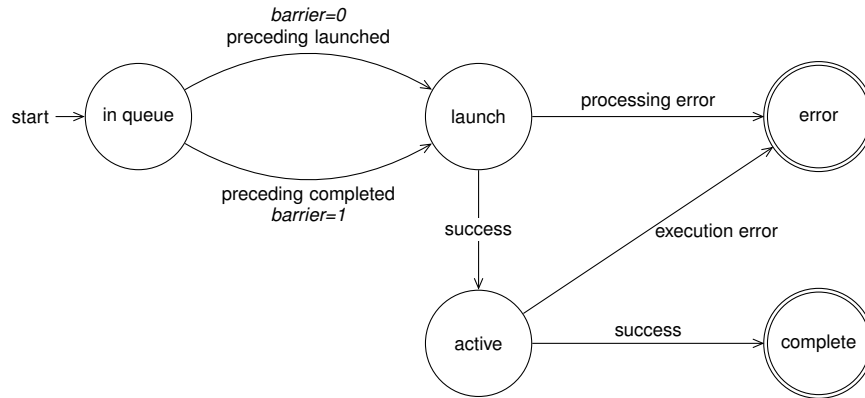 barrier=0
preceding launched
start
in queue
launch
processing error
error
preceding completed
barrier=1
success
execution error
active
success
complete